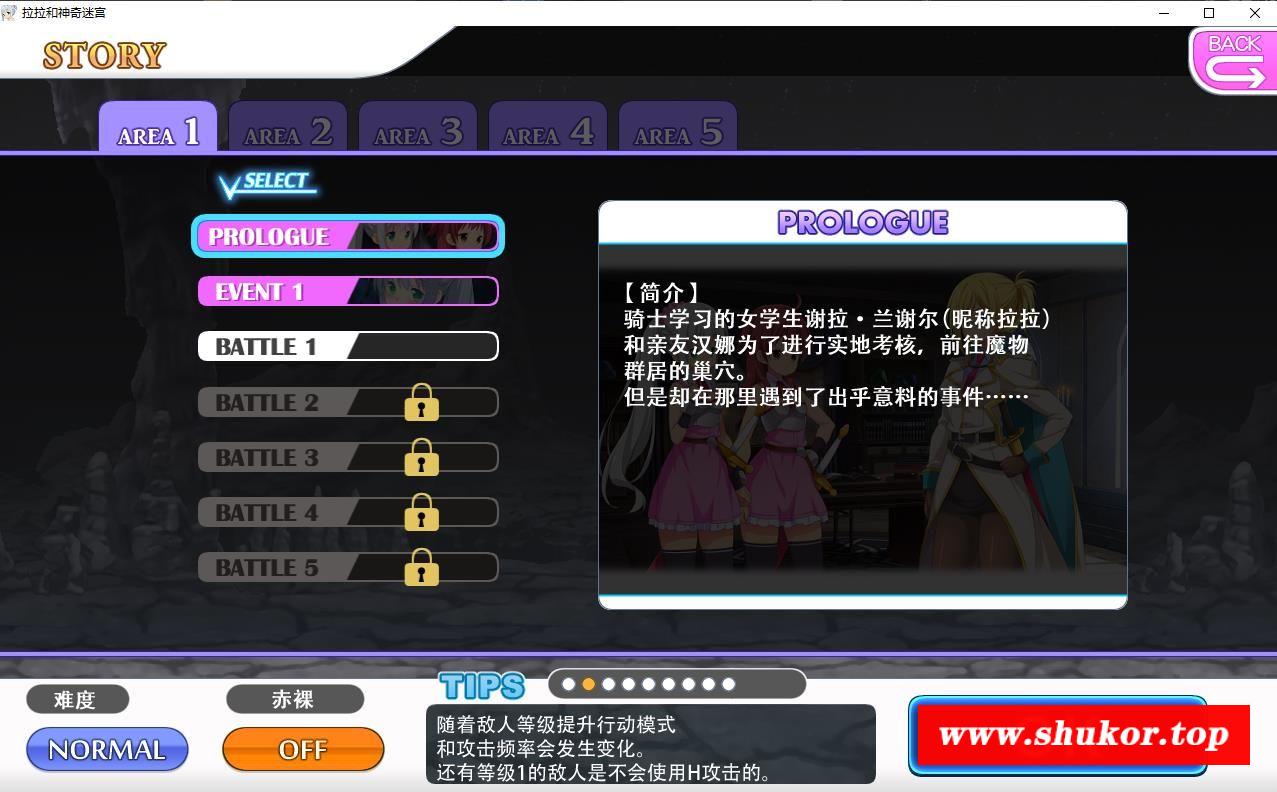 拉拉和神奇迷宫
STORY
BACK
AREA 1
AREA 2
AREA 3
AREA 4
AREA 5
SELECT
PROLOGUE
EVENT 1
BATTLE 1
BATTLE 2
BATTLE 3
BATTLE 4
BATTLE 5
PROLOGUE
【简介】
骑士学习的女学生谢拉·兰谢尔(昵称拉拉)
和亲友汉娜为了进行实地考核，前往魔物
群居的巢穴。
但是却在那里遇到了出乎意料的事件……
难度
NORMAL
赤裸
OFF
TIPS
随着敌人等级提升行动模式
和攻击频率会发生变化。
还有等级1的敌人是不会使用H攻击的。
www.shukor.top